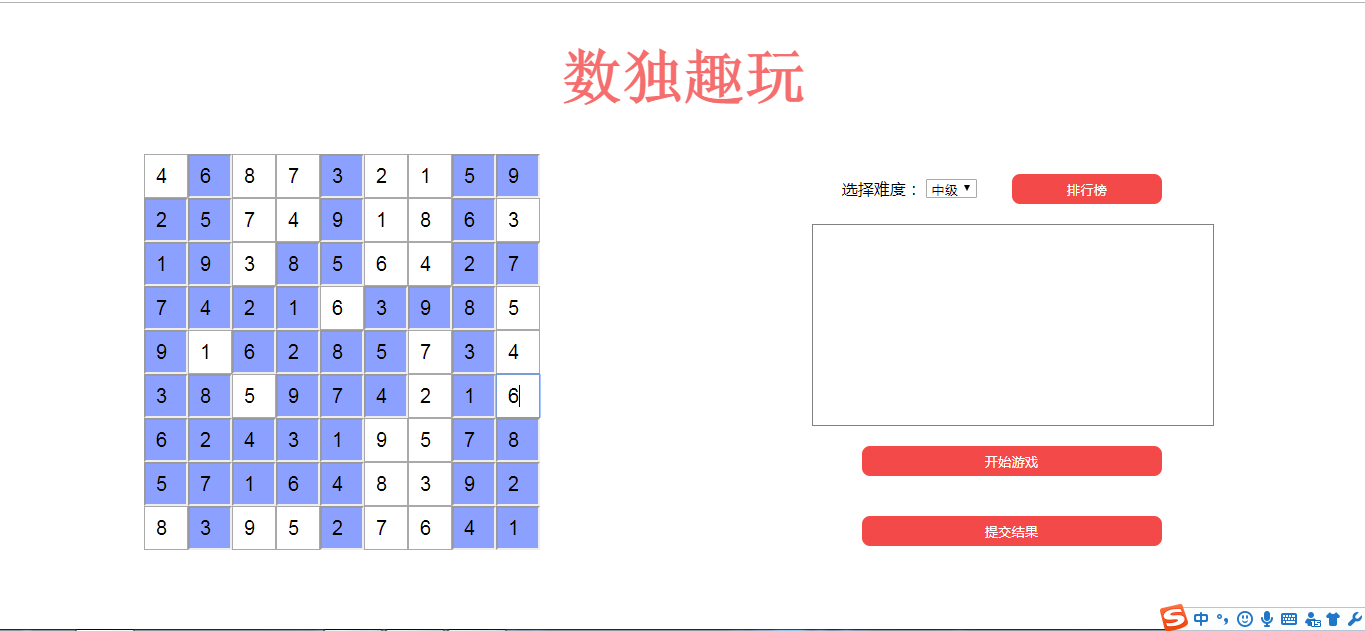 数独趣玩
4 6 8 7 3 2 1 5 9
2 5 7 4 9 1 8 6 3
1 9 3 8 5 6 4 2 7
7 4 2 1 6 3 9 8 5
9 1 6 2 8 5 7 3 4
3 8 5 9 7 4 2 1 6
6 2 4 3 1 9 5 7 8
5 7 1 6 4 8 3 9 2
8 3 9 5 2 7 6 4 1
选择难度： 中级 排行榜
开始游戏
提交结果
S 中 °, 15